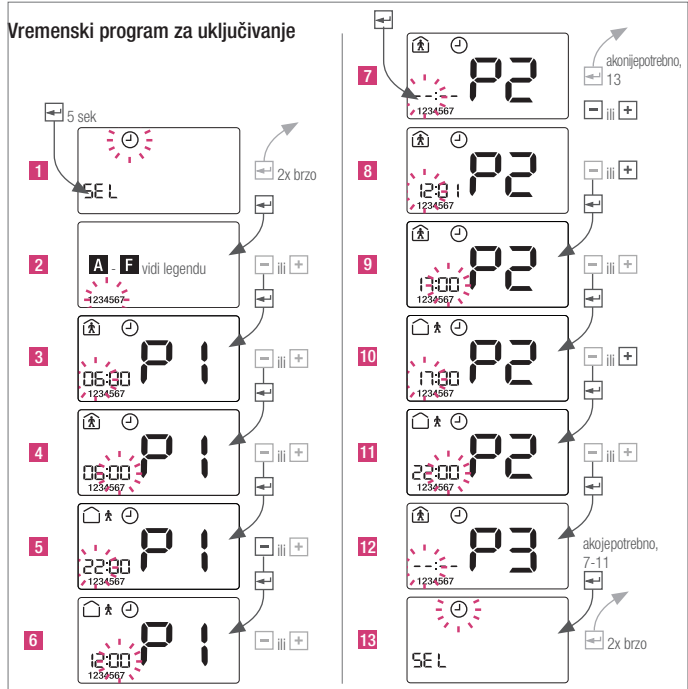 Vremenski program za uključivanje
5 sek
1
SEL
2x brzo
2
A - F vidi legendu
1234567
- ili +
3
06:00 P1
1234567
- ili +
4
06:00 P1
1234567
- ili +
5
22:00 P1
1234567
- ili +
6
12:00 P1
1234567
- ili +
7
--:-- P2
1234567
akonijepotrebno,
13
- ili +
8
12:01 P2
1234567
- ili +
9
17:00 P2
1234567
- ili +
10
17:00 P2
1234567
- ili +
11
22:00 P2
1234567
- ili +
12
--:-- P3
1234567
akojepotrebno,
7-11
13
SEL
2x brzo